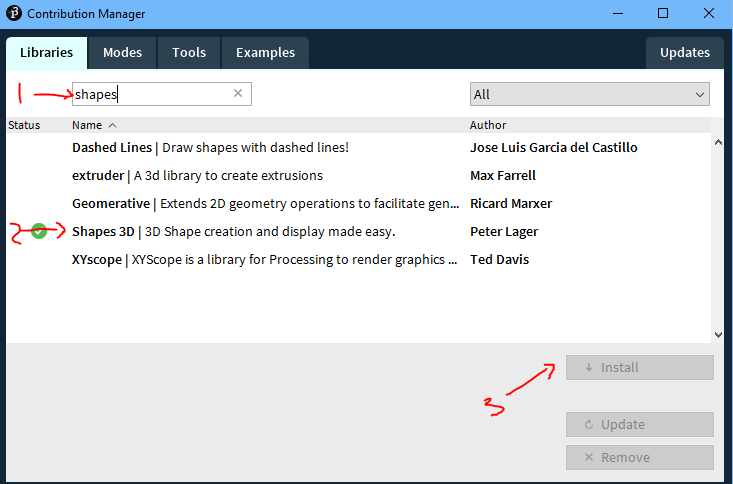 Contribution Manager
Libraries Modes Tools Examples Updates
1 shapes All
Status Name Author
Dashed Lines | Draw shapes with dashed lines! Jose Luis Garcia del Castillo
extruder | A 3d library to create extrusions Max Farrell
Geomerative | Extends 2D geometry operations to facilitate gen... Ricard Marxer
2 Shapes 3D | 3D Shape creation and display made easy. Peter Lager
XYscope | XYScope is a library for Processing to render graphics ... Ted Davis
Install
3
Update
Remove